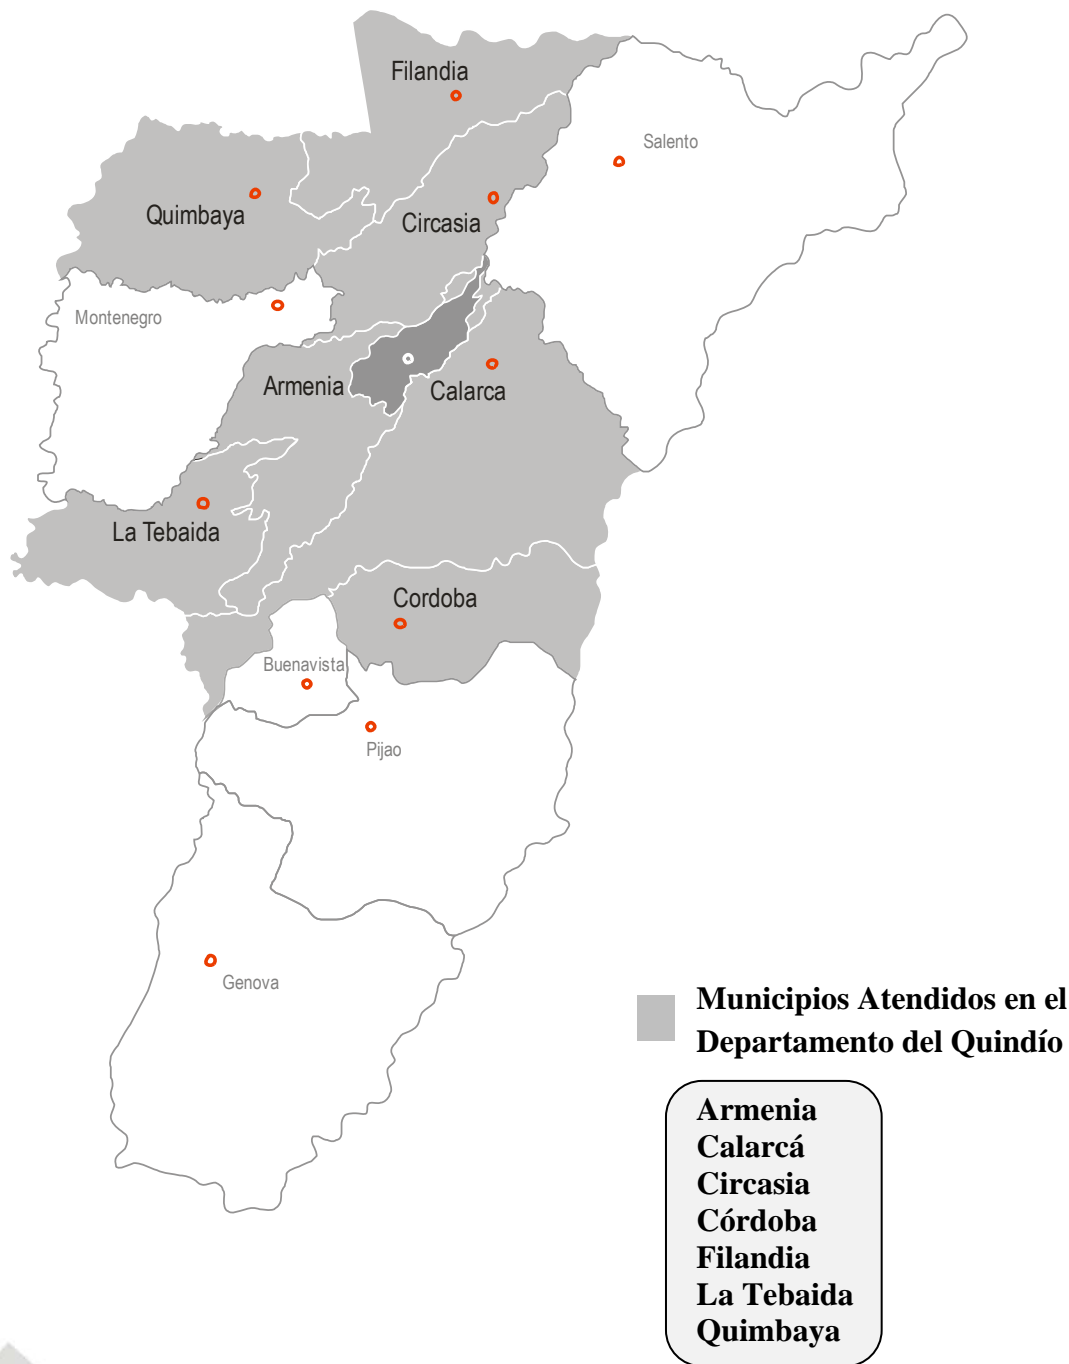 Filandia
Salento
Quimbaya
Circasia
Montenegro
Armenia
Calarca
La Tebaida
Cordoba
Buenavista
Pijao
Genova
Municipios Atendidos en el
Departamento del Quindío
Armenia
Calarcá
Circasia
Córdoba
Filandia
La Tebaida
Quimbaya